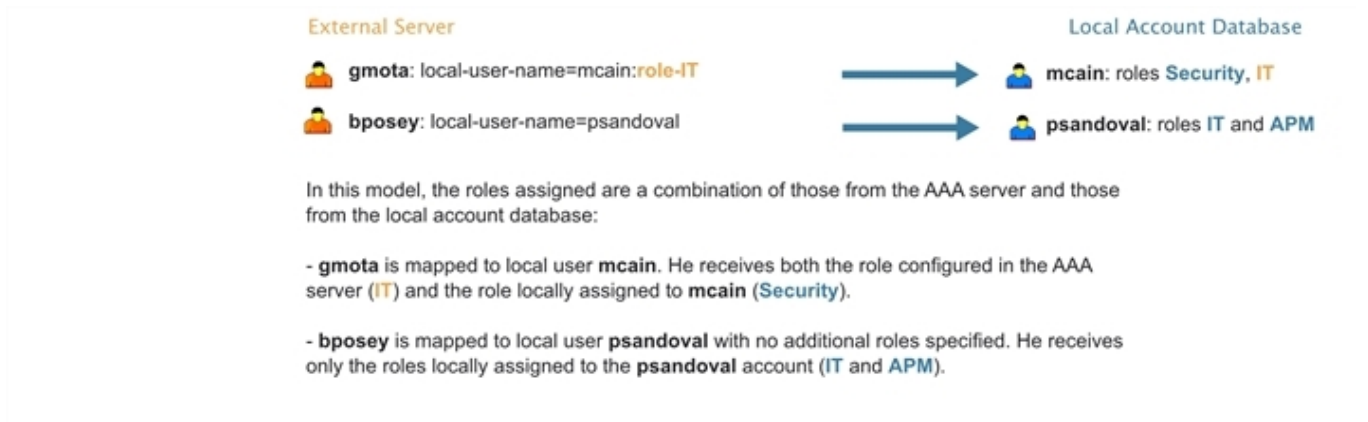 External Server
Local Account Database
gmota: local-user-name=mcain:role-IT
mcain: roles Security, IT
bposey: local-user-name=psandoval
psandoval: roles IT and APM
In this model, the roles assigned are a combination of those from the AAA server and those
from the local account database:
- gmota is mapped to local user mcain. He receives both the role configured in the AAA
server (IT) and the role locally assigned to mcain (Security).
- bposey is mapped to local user psandoval with no additional roles specified. He receives
only the roles locally assigned to the psandoval account (IT and APM).